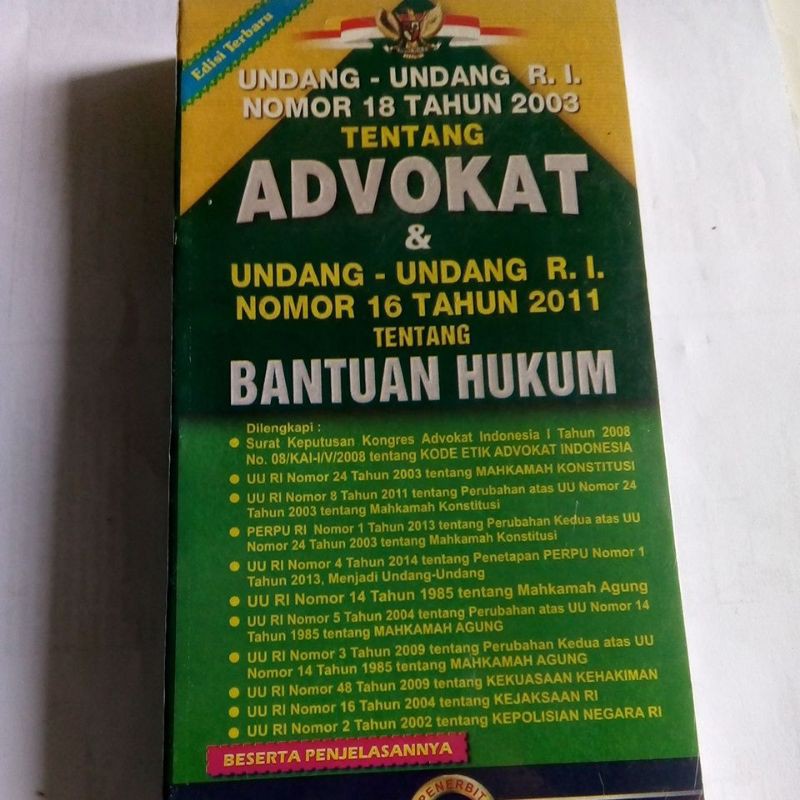 Edisi Terbaru
UNDANG - UNDANG R. I.
NOMOR 18 TAHUN 2003
TENTANG
ADVOKAT
&
UNDANG - UNDANG R. I.
NOMOR 16 TAHUN 2011
TENTANG
BANTUAN HUKUM
Dilengkapi :
Surat Keputusan Kongres Advokat Indonesia I Tahun 2008
No. 08/KAI-I/V/2008 tentang KODE ETIK ADVOKAT INDONESIA
UU RI Nomor 24 Tahun 2003 tentang MAHKAMAH KONSTITUSI
UU RI Nomor 8 Tahun 2011 tentang Perubahan atas UU Nomor 24
Tahun 2003 tentang Mahkamah Konstitusi
PERPU RI Nomor 1 Tahun 2013 tentang Perubahan Kedua atas UU
Nomor 24 Tahun 2003 tentang Mahkamah Konstitusi
UU RI Nomor 4 Tahun 2014 tentang Penetapan PERPU Nomor 1
Tahun 2013, Menjadi Undang-Undang
UU RI Nomor 14 Tahun 1985 tentang Mahkamah Agung
UU RI Nomor 5 Tahun 2004 tentang Perubahan atas UU Nomor 14
Tahun 1985 tentang MAHKAMAH AGUNG
UU RI Nomor 3 Tahun 2009 tentang Perubahan Kedua atas UU
Nomor 14 Tahun 1985 tentang MAHKAMAH AGUNG
UU RI Nomor 48 Tahun 2009 tentang KEKUASAAN KEHAKIMAN
UU RI Nomor 16 Tahun 2004 tentang KEJAKSAAN RI
UU RI Nomor 2 Tahun 2002 tentang KEPOLISIAN NEGARA RI
BESERTA PENJELASANNYA
PENERBIT